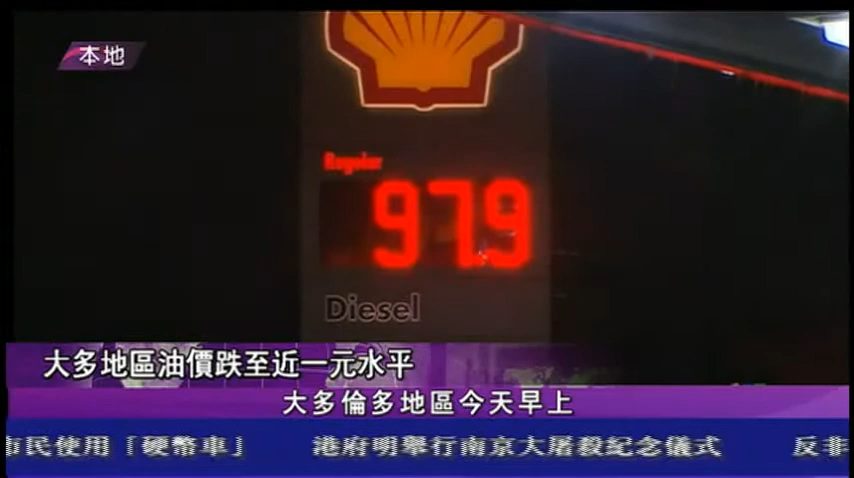 本地
Regular
97.9
Diesel
大多地區油價跌至近一元水平
大多倫多地區今天早上
市民使用「硬幣車」 港府明舉行南京大屠殺紀念儀式 反非